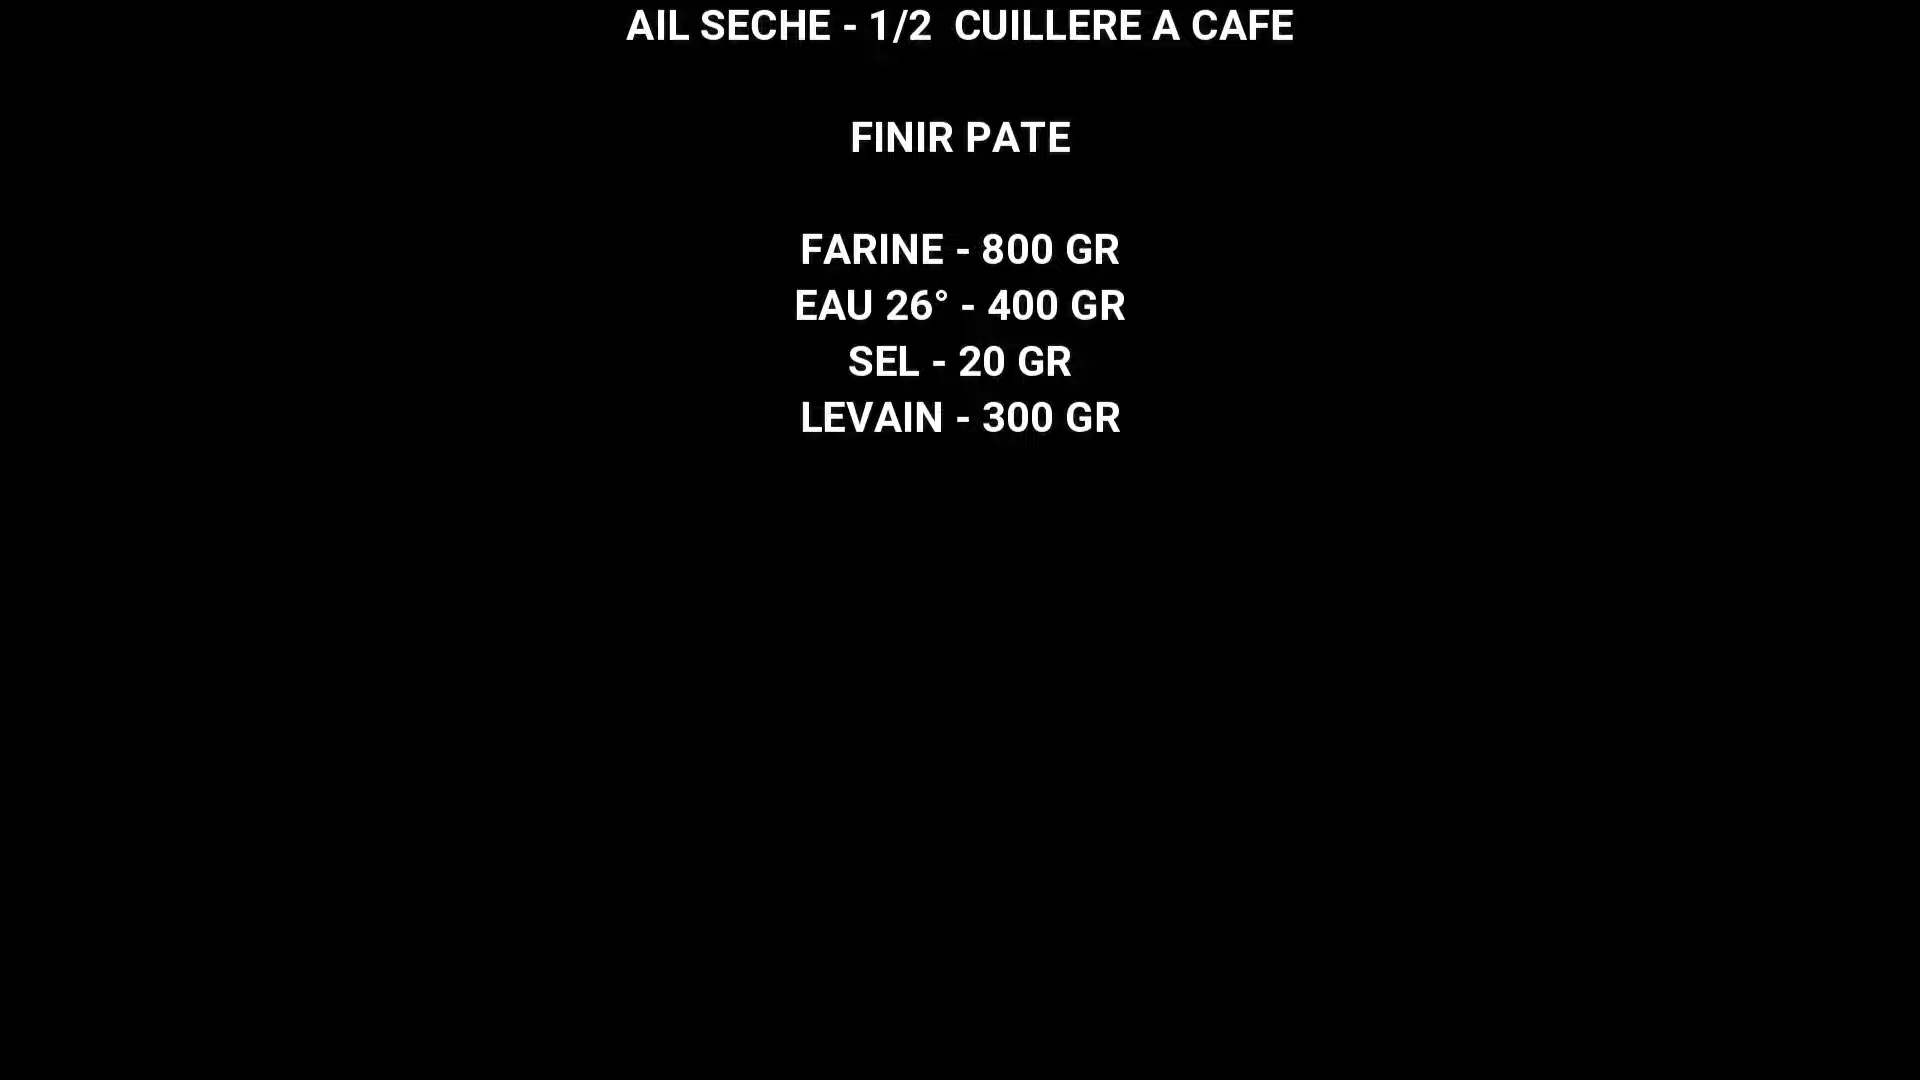 AIL SECHE - 1/2  CUILLERE A CAFE
FINIR PATE
FARINE - 800 GR
EAU 26° - 400 GR
SEL - 20 GR
LEVAIN - 300 GR